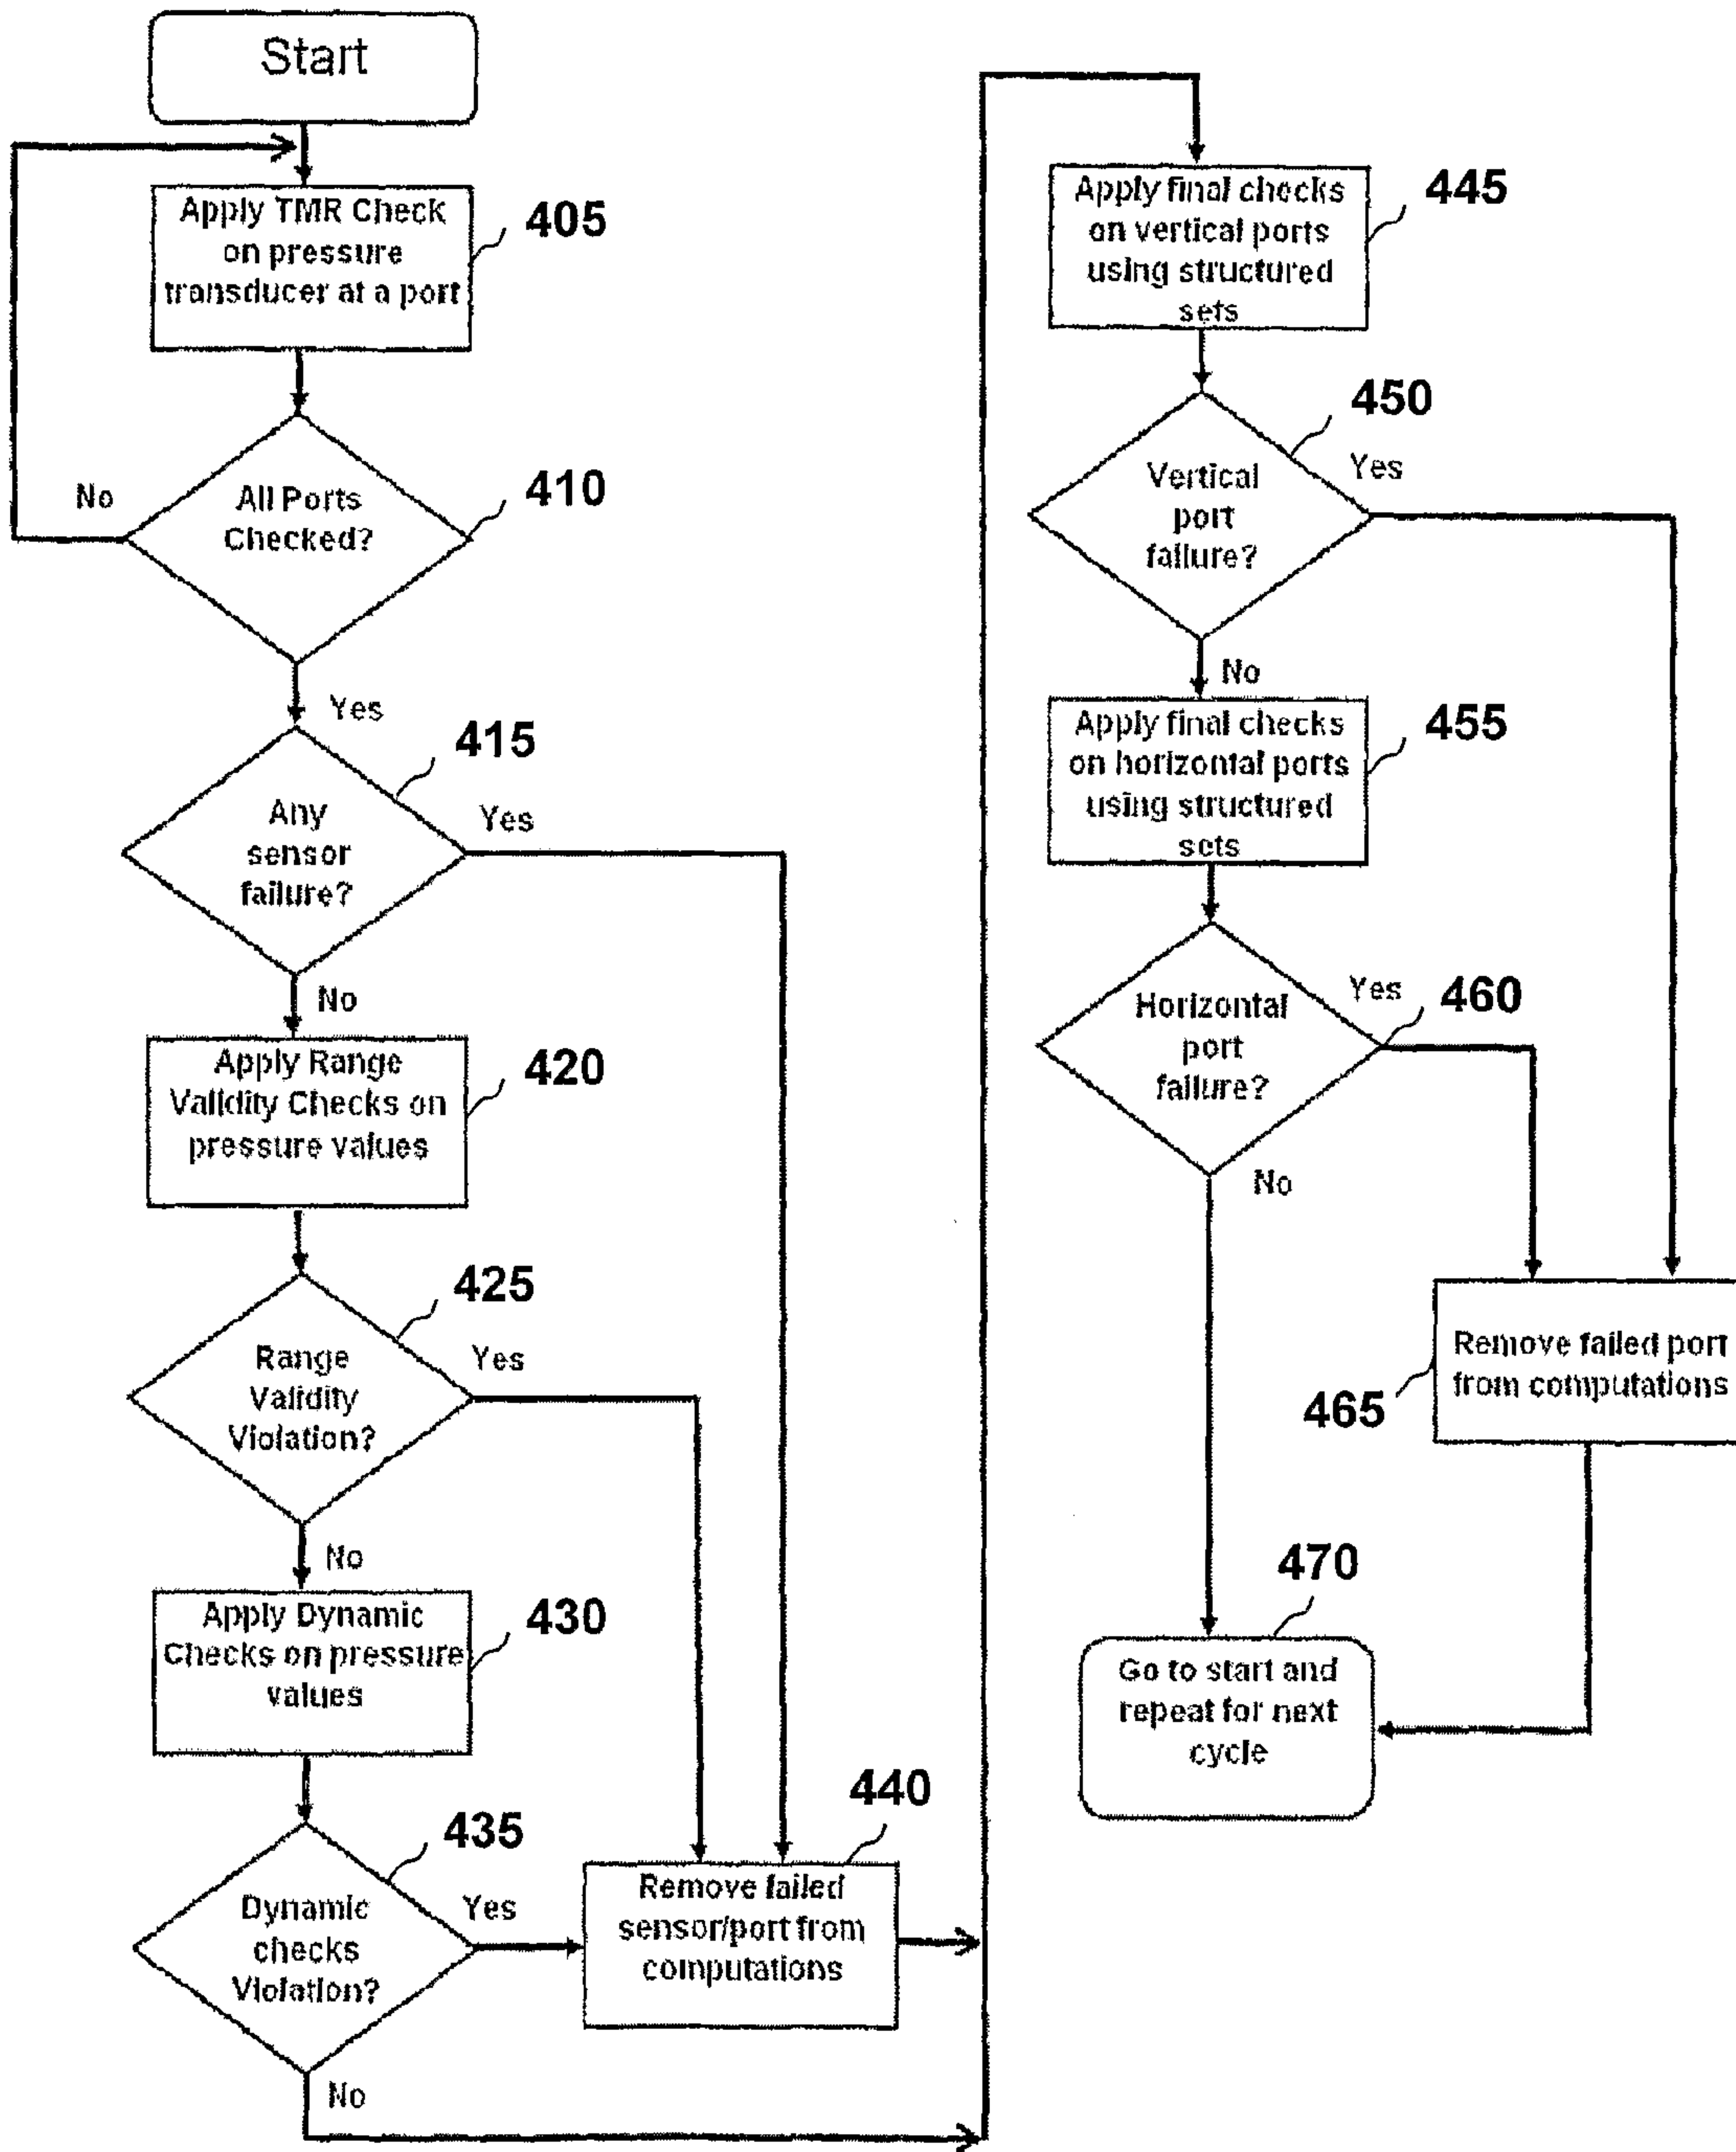 Start
Apply TMR Check
on pressure
transducer at a port
405
No
All Ports
Checked?
410
Yes
415
Any
sensor
failure?
Yes
No
Apply Range
Validity Checks on
pressure values
420
425
Range
Validity
Violation?
Yes
No
Apply Dynamic
Checks on pressure
values
430
435
Dynamic
checks
Violation?
Yes
No
440
Remove failed
sensor/port from
computations
Apply final checks
on vertical ports
using structured
sets
445
450
Vertical
port
failure?
Yes
No
Apply final checks
on horizontal ports
using structured
sets
455
Horizontal
port
failure?
Yes
460
No
Remove failed port
from computations
465
470
Go to start and
repeat for next
cycle